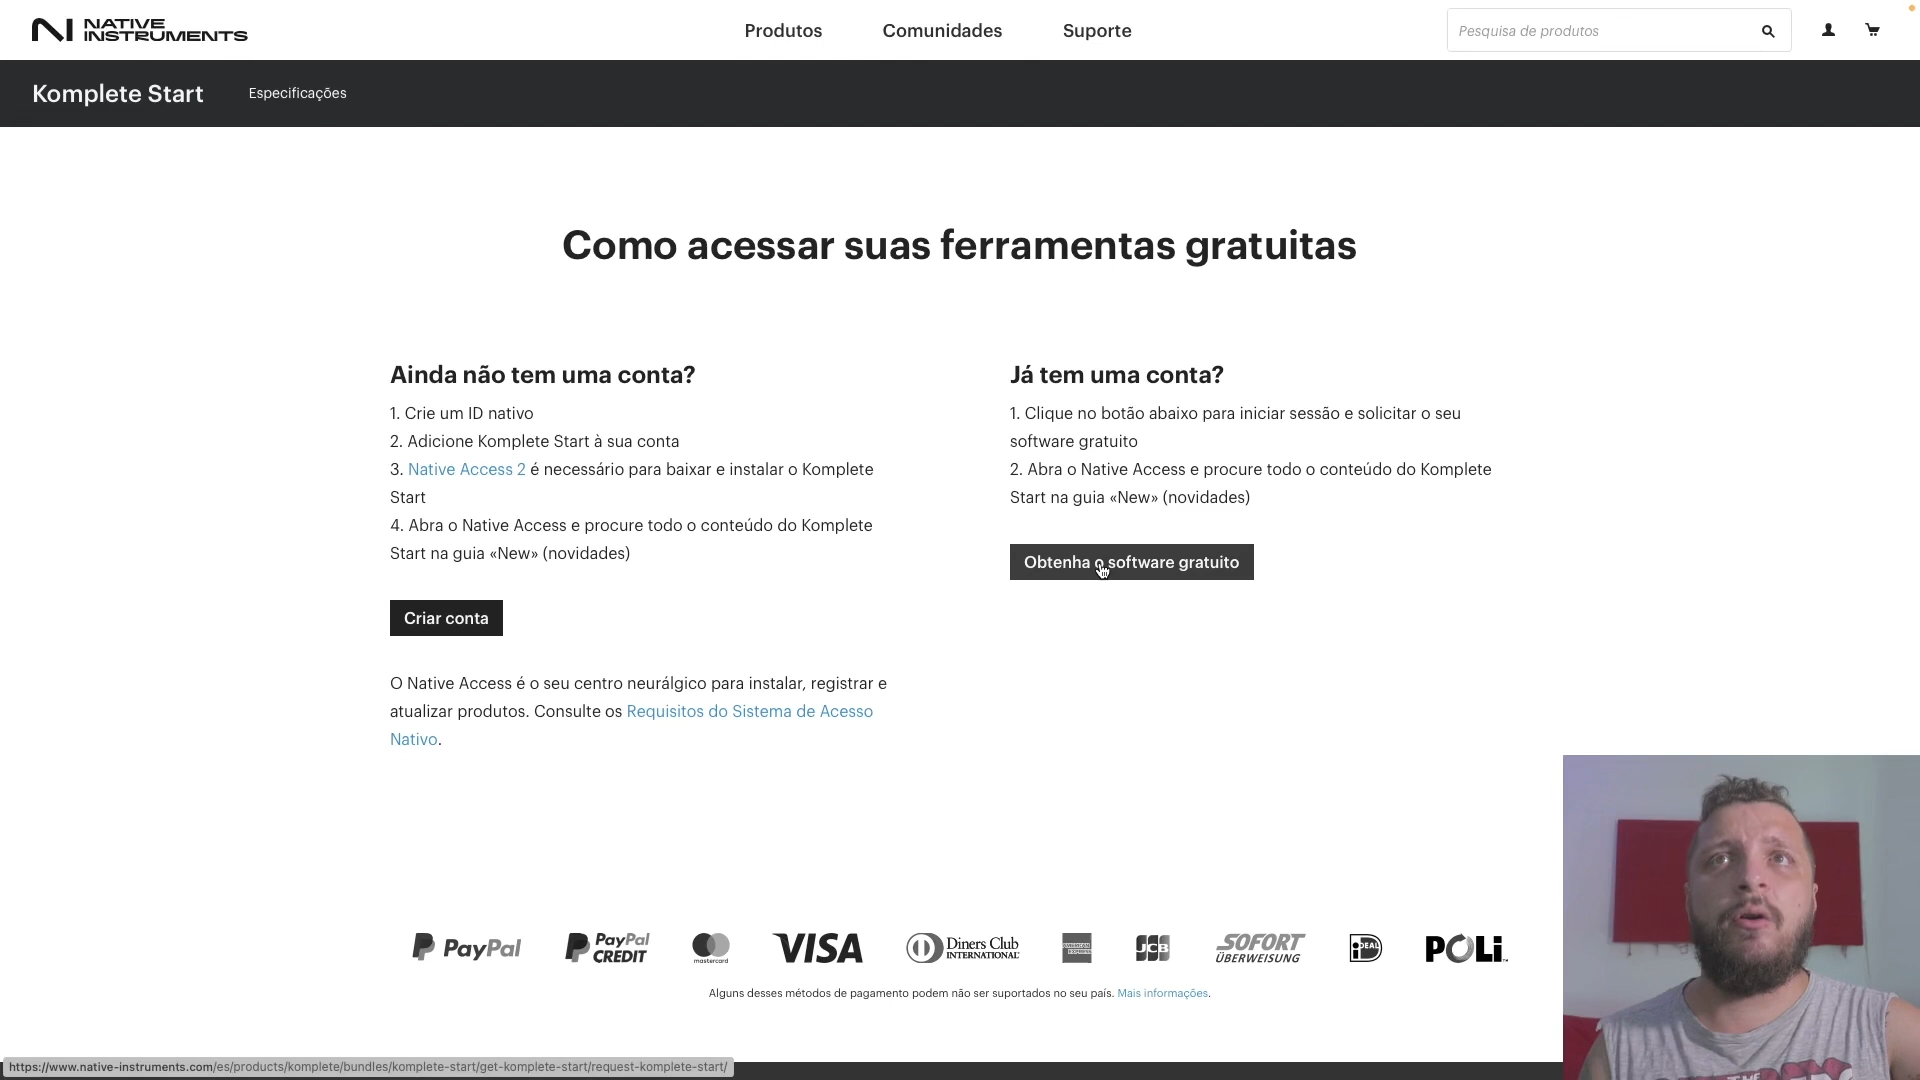 NATIVE
INSTRUMENTS
Produtos
Comunidades
Suporte
Pesquisa de produtos
Komplete Start
Especificações
Como acessar suas ferramentas gratuitas
Ainda não tem uma conta?
1. Crie um ID nativo
2. Adicione Komplete Start à sua conta
3. Native Access 2 é necessário para baixar e instalar o Komplete
Start
4. Abra o Native Access e procure todo o conteúdo do Komplete
Start na guia «New» (novidades)
Criar conta
O Native Access é o seu centro neurálgico para instalar, registrar e
atualizar produtos. Consulte os Requisitos do Sistema de Acesso
Nativo.
Já tem uma conta?
1. Clique no botão abaixo para iniciar sessão e solicitar o seu
software gratuito
2. Abra o Native Access e procure todo o conteúdo do Komplete
Start na guia «New» (novidades)
Obtenha o software gratuito
PayPal
PayPal
CREDIT
mastercard
VISA
Diners Club
INTERNATIONAL
AMERICAN
EXPRESS
JCB
SOFORT
ÜBERWEISUNG
iDEAL
POLi
Alguns desses métodos de pagamento podem não ser suportados no seu país. Mais informações.
https://www.native-instruments.com/es/products/komplete/bundles/komplete-start/get-komplete-start/request-komplete-start/